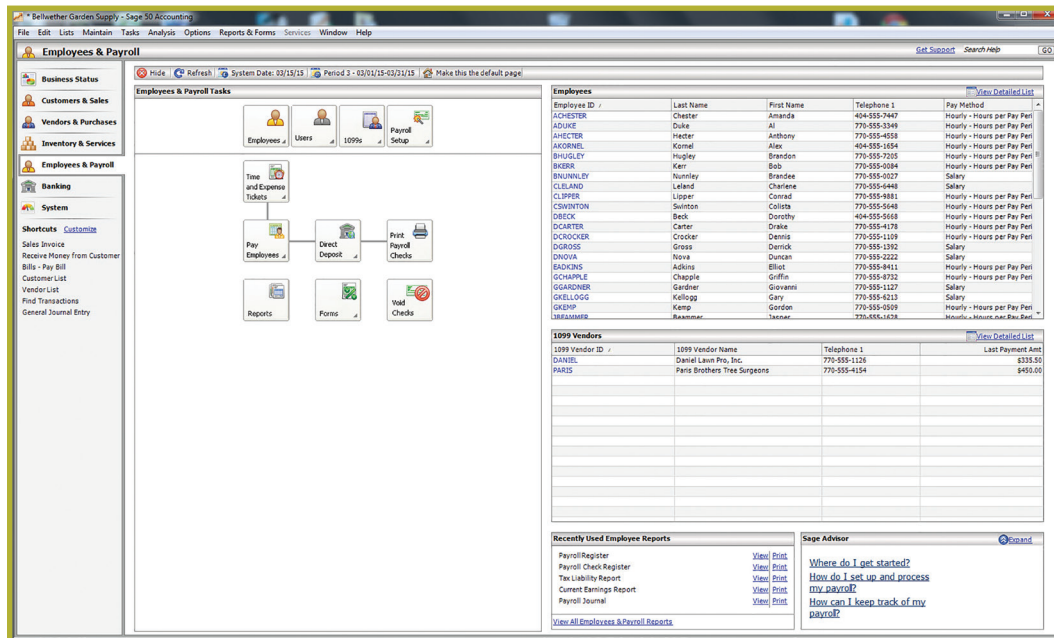 * Bellwether Garden Supply - Sage 50 Accounting
File Edit Lists Maintain Tasks Analysis Options Reports & Forms Services Window Help
Employees & Payroll
Get Support Search Help GO
Business Status
Customers & Sales
Vendors & Purchases
Inventory & Services
Employees & Payroll
Banking
System
Shortcuts Customize
Sales Invoice
Receive Money from Customer
Bills - Pay Bill
Customer List
Vendor List
Find Transactions
General Journal Entry
Hide Refresh System Date: 03/15/15 Period 3 - 03/01/15-03/31/15 Make this the default page
Employees & Payroll Tasks
Employees
Users
1099s
Payroll
Setup
Time
and Expense
Tickets
Pay
Employees
Direct
Deposit
Print
Payroll
Checks
Reports
Forms
Void
Checks
Employees View Detailed List
Employee ID Last Name First Name Telephone 1 Pay Method
ACHESTER Chester Amanda 404-555-7447 Hourly - Hours per Pay Peri
ADUKE Duke Al 770-555-3349 Hourly - Hours per Pay Peri
AHECTER Hecter Anthony 770-555-4558 Hourly - Hours per Pay Peri
AKORNEL Kornel Alex 404-555-1654 Hourly - Hours per Pay Peri
BHUGLEY Hugley Brandon 770-555-7205 Hourly - Hours per Pay Peri
BKERR Kerr Bob 770-555-0084 Hourly - Hours per Pay Peri
BNUNNLEY Nunnley Brandee 770-555-0027 Salary
CLELAND Leland Charlene 770-555-6448 Salary
CLIPPER Lipper Conrad 770-555-9881 Hourly - Hours per Pay Peri
CSWINTON Swinton Colista 770-555-5648 Hourly - Hours per Pay Peri
DBECK Beck Dorothy 404-555-5668 Hourly - Hours per Pay Peri
DCARTER Carter Drake 770-555-4178 Hourly - Hours per Pay Peri
DCROCKER Crocker Dennis 770-555-1109 Hourly - Hours per Pay Peri
DGROSS Gross Derrick 770-555-1392 Salary
DNOVA Nova Duncan 770-555-2222 Salary
EADKINS Adkins Elliot 770-555-8411 Hourly - Hours per Pay Peri
GCHAPPLE Chapple Griffin 770-555-8732 Hourly - Hours per Pay Peri
GGARDNER Gardner Giovanni 770-555-1127 Salary
GKELLOGG Kellogg Gary 770-555-6213 Salary
GKEMP Kemp Gordon 770-555-0509 Hourly - Hours per Pay Peri
JBEAMMER Beammer Jasper 770-555-1628 Hourly - Hours per Pay Peri
1099 Vendors View Detailed List
1099 Vendor ID 1099 Vendor Name Telephone 1 Last Payment Amt
DANIEL Daniel Lawn Pro, Inc. 770-555-1126 $335.50
PARIS Paris Brothers Tree Surgeons 770-555-4154 $450.00
Recently Used Employee Reports
Payroll Register View Print
Payroll Check Register View Print
Tax Liability Report View Print
Current Earnings Report View Print
Payroll Journal View Print
View All Employees & Payroll Reports
Sage Advisor Expand
Where do I get started?
How do I set up and process
my payroll?
How can I keep track of my
payroll?